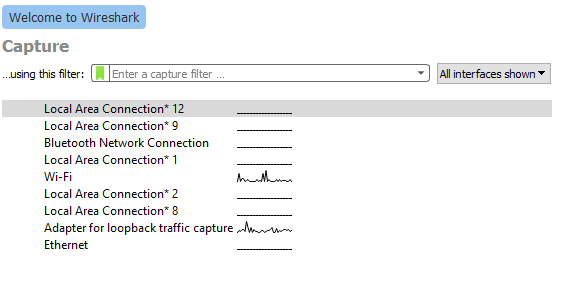 Welcome to Wireshark
Capture
...using this filter: Enter a capture filter ... All interfaces shown
Local Area Connection* 12
Local Area Connection* 9
Bluetooth Network Connection
Local Area Connection* 1
Wi-Fi
Local Area Connection* 2
Local Area Connection* 8
Adapter for loopback traffic capture
Ethernet